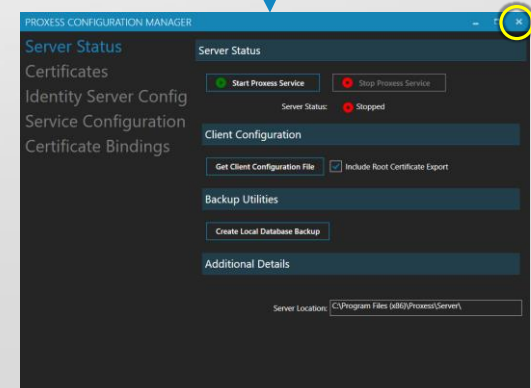 PROXESS CONFIGURATION MANAGER
Server Status
Certificates
Identity Server Config
Service Configuration
Certificate Bindings
Server Status
Start Proxess Service
Stop Proxess Service
Server Status:
Stopped
Client Configuration
Get Client Configuration File
Include Root Certificate Export
Backup Utilities
Create Local Database Backup
Additional Details
Server Location:
C:\Program Files (x86)\Proxess\Server\